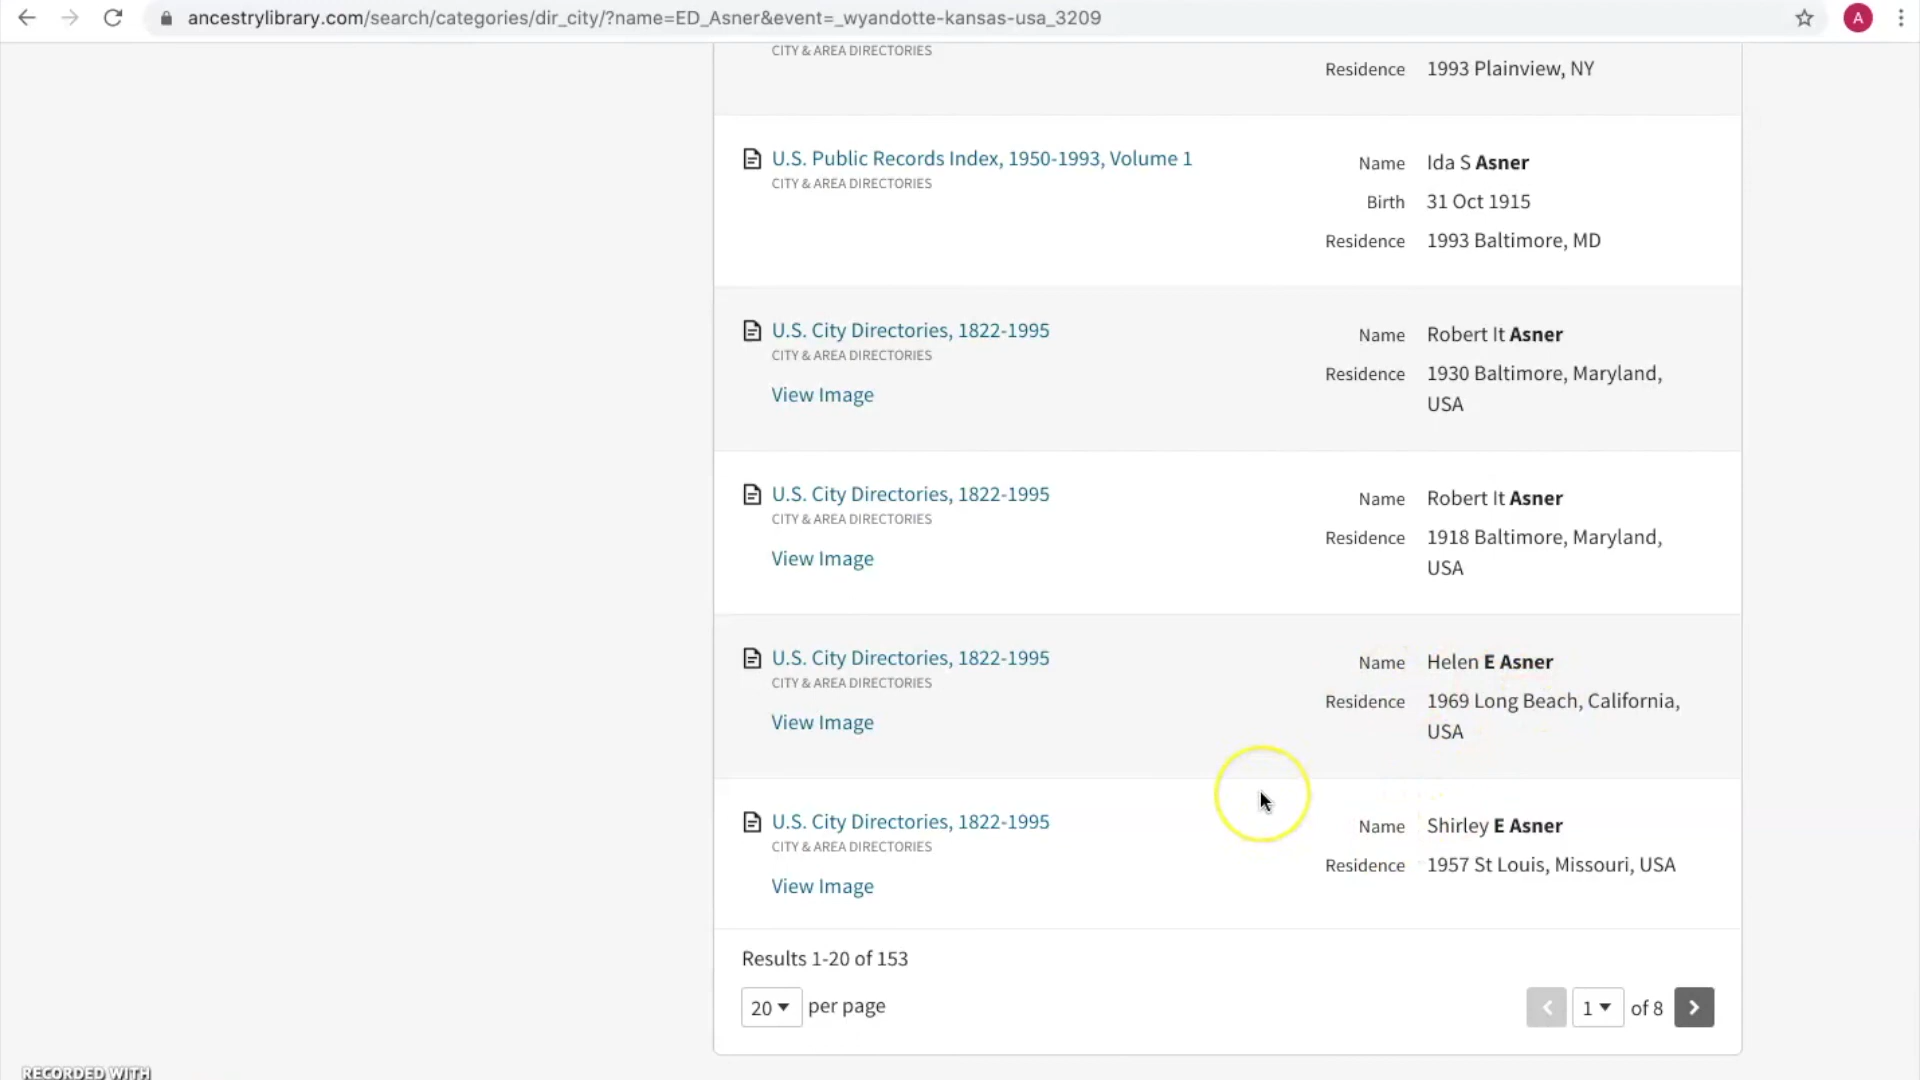 ancestrylibrary.com/search/categories/dir_city/?name=ED_Asner&event=_wyandotte-kansas-usa_3209
A
CITY & AREA DIRECTORIES
Residence 1993 Plainview, NY
U.S. Public Records Index, 1950-1993, Volume 1
CITY & AREA DIRECTORIES
Name Ida S Asner
Birth 31 Oct 1915
Residence 1993 Baltimore, MD
U.S. City Directories, 1822-1995
CITY & AREA DIRECTORIES
View Image
Name Robert It Asner
Residence 1930 Baltimore, Maryland,
USA
U.S. City Directories, 1822-1995
CITY & AREA DIRECTORIES
View Image
Name Robert It Asner
Residence 1918 Baltimore, Maryland,
USA
U.S. City Directories, 1822-1995
CITY & AREA DIRECTORIES
View Image
Name Helen E Asner
Residence 1969 Long Beach, California,
USA
U.S. City Directories, 1822-1995
CITY & AREA DIRECTORIES
View Image
Name Shirley E Asner
Residence 1957 St Louis, Missouri, USA
Results 1-20 of 153
20 per page
1 of 8
RECORDED WITH